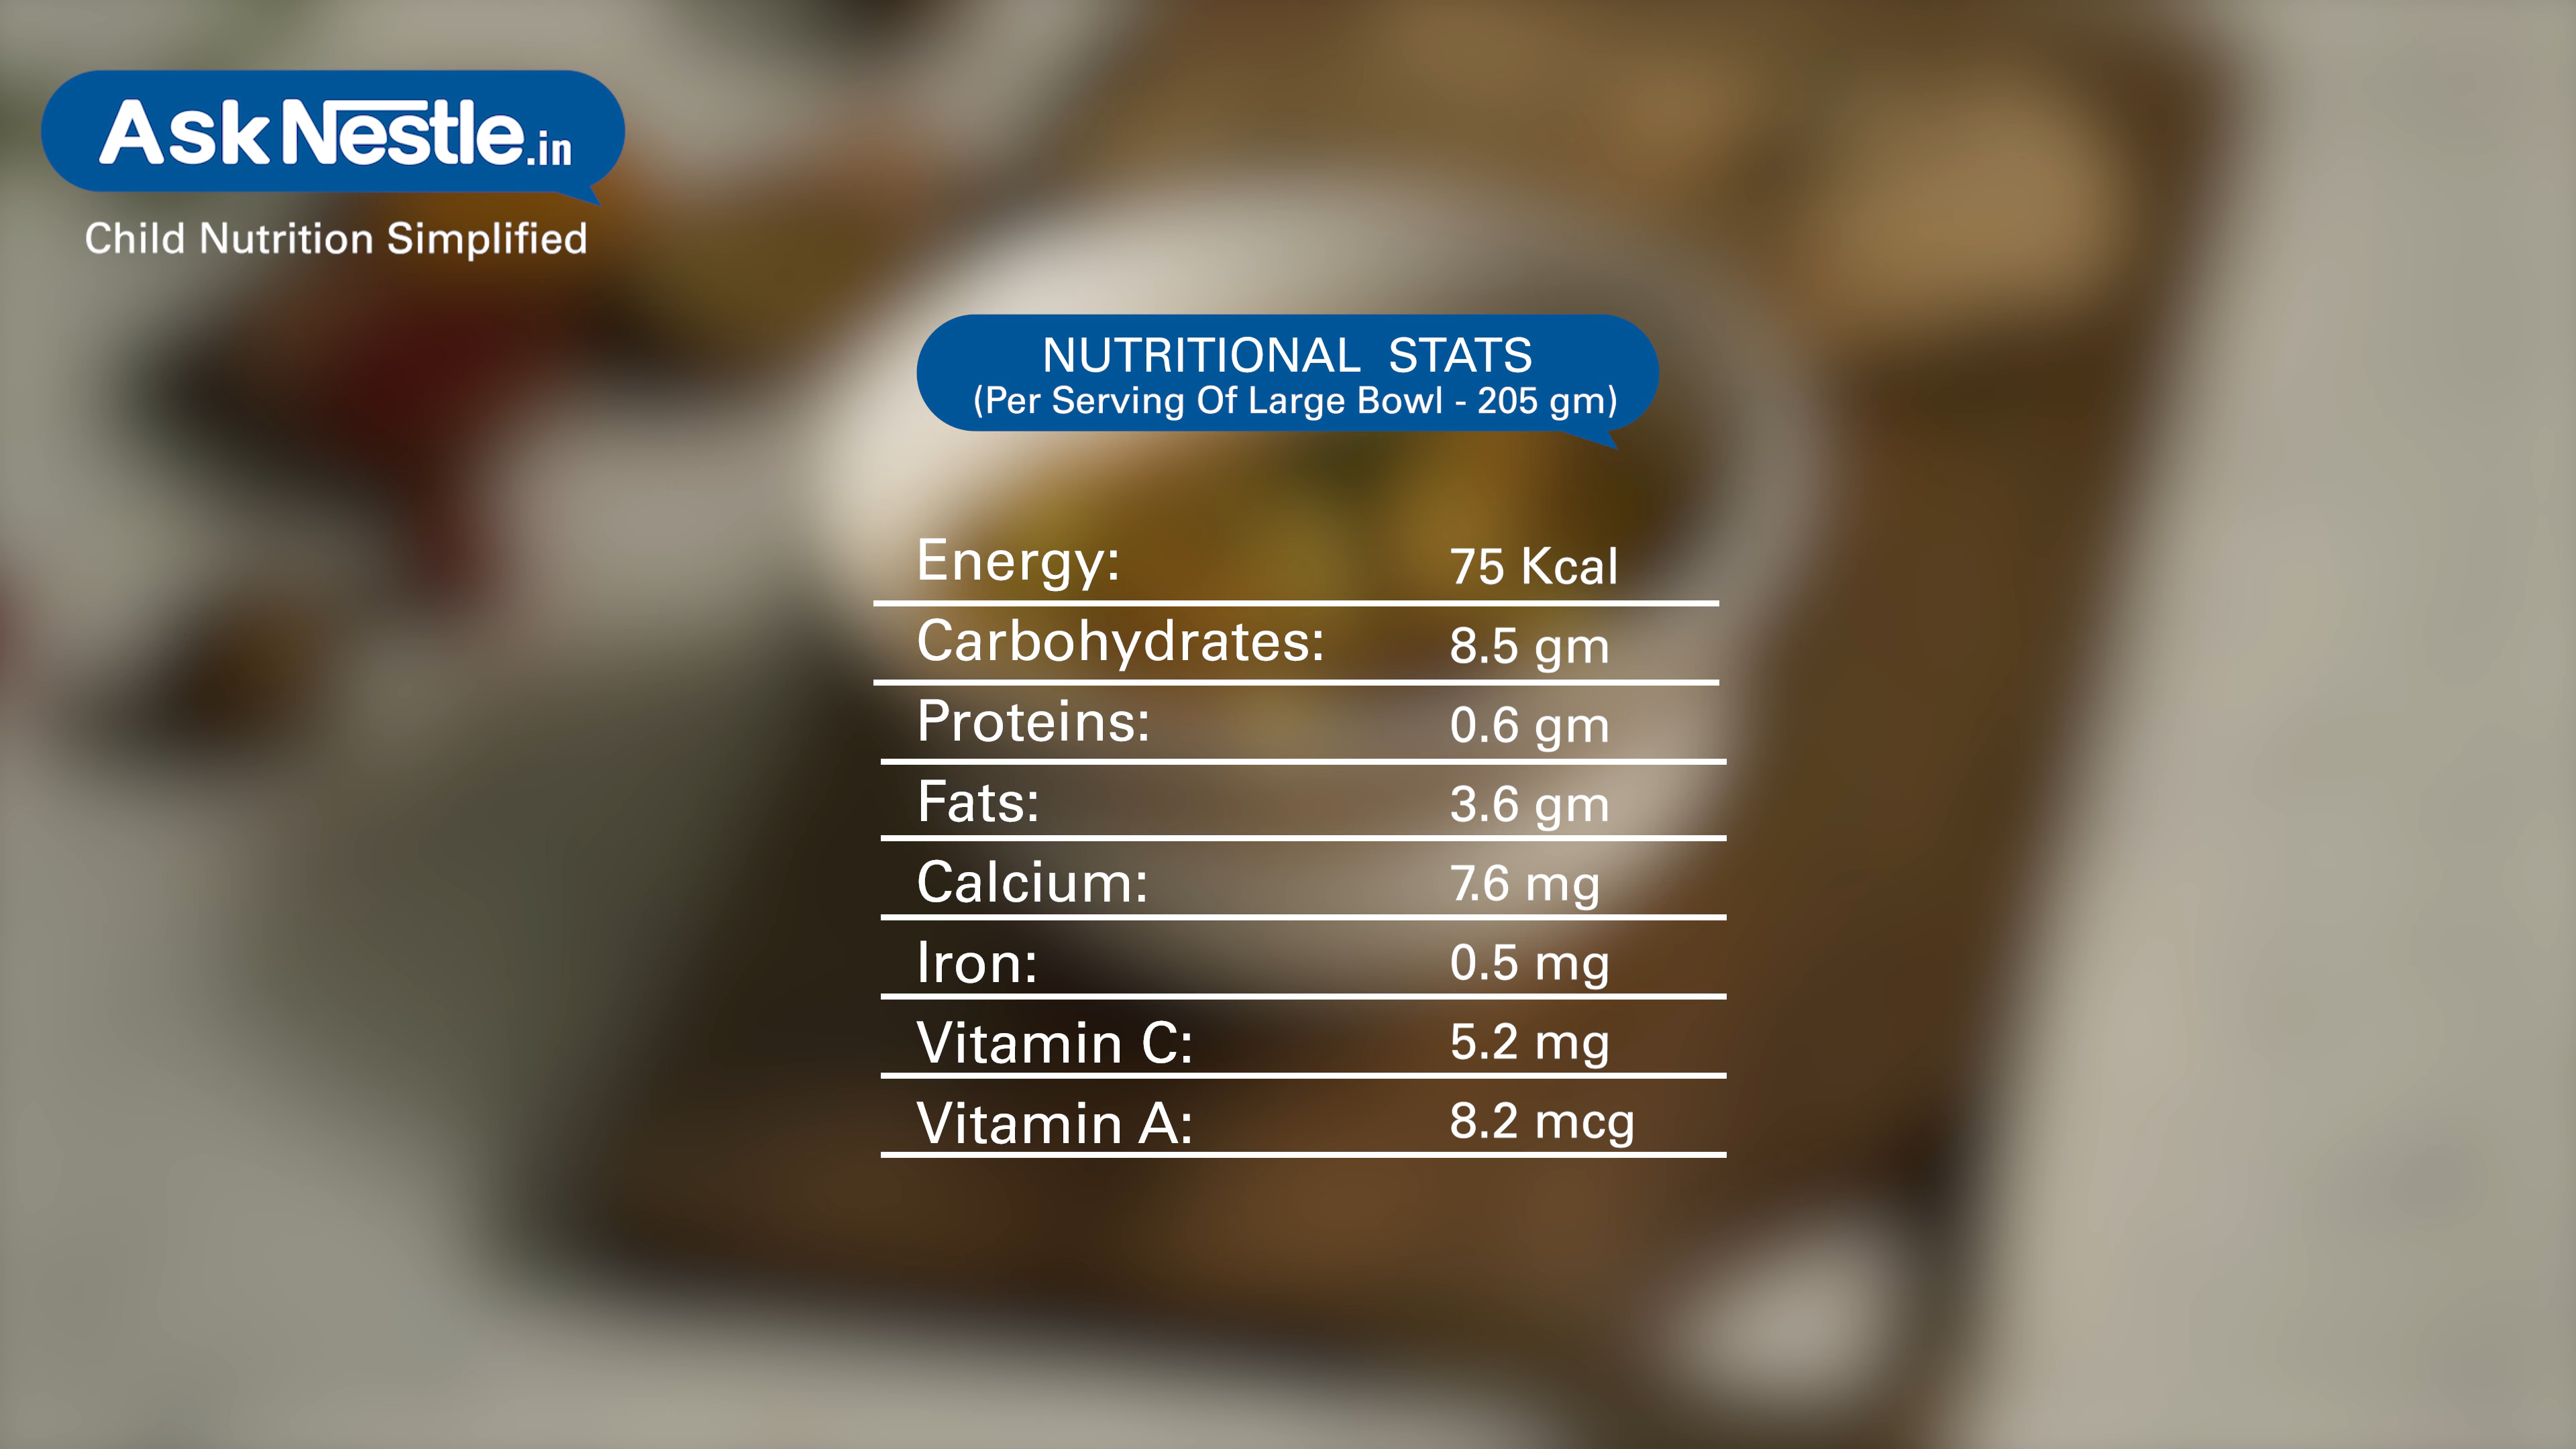 AskNestle.in
Child Nutrition Simplified
NUTRITIONAL STATS
(Per Serving Of Large Bowl - 205 gm)
Energy: 75 Kcal
Carbohydrates: 8.5 gm
Proteins: 0.6 gm
Fats: 3.6 gm
Calcium: 7.6 mg
Iron: 0.5 mg
Vitamin C: 5.2 mg
Vitamin A: 8.2 mcg